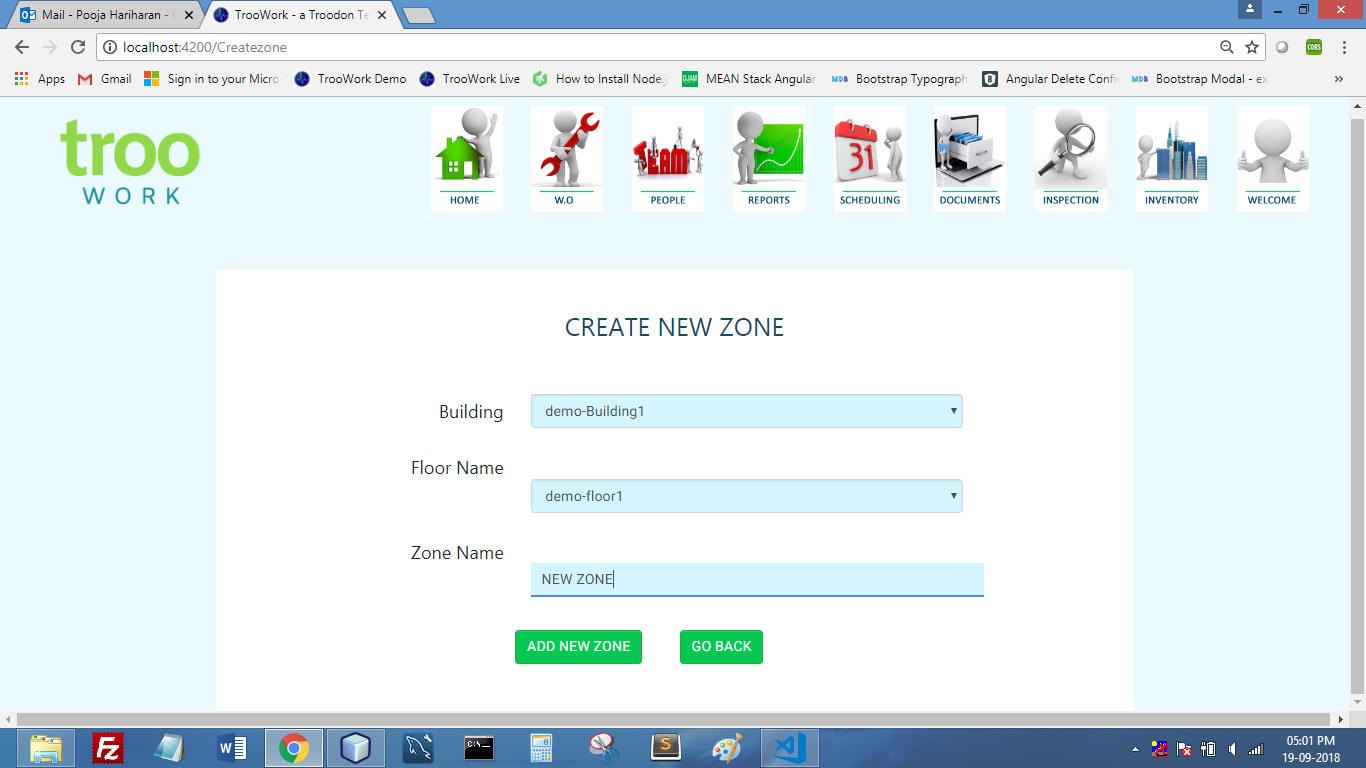 Mail - Pooja Hariharan -
TrooWork - a Troodon Te
localhost:4200/Createzone
CORS
Apps
Gmail
Sign in to your Micro
TrooWork Demo
TrooWork Live
How to Install Node.j
MEAN Stack Angular
MDB
Bootstrap Typograph
Angular Delete Confi
MDB
Bootstrap Modal - ex
»
troo
WORK
TEAM
31
HOME
W.O
PEOPLE
REPORTS
SCHEDULING
DOCUMENTS
INSPECTION
INVENTORY
WELCOME
CREATE NEW ZONE
Building
demo-Building1
Floor Name
demo-floor1
Zone Name
NEW ZONE
ADD NEW ZONE
GO BACK
05:01 PM
19-09-2018